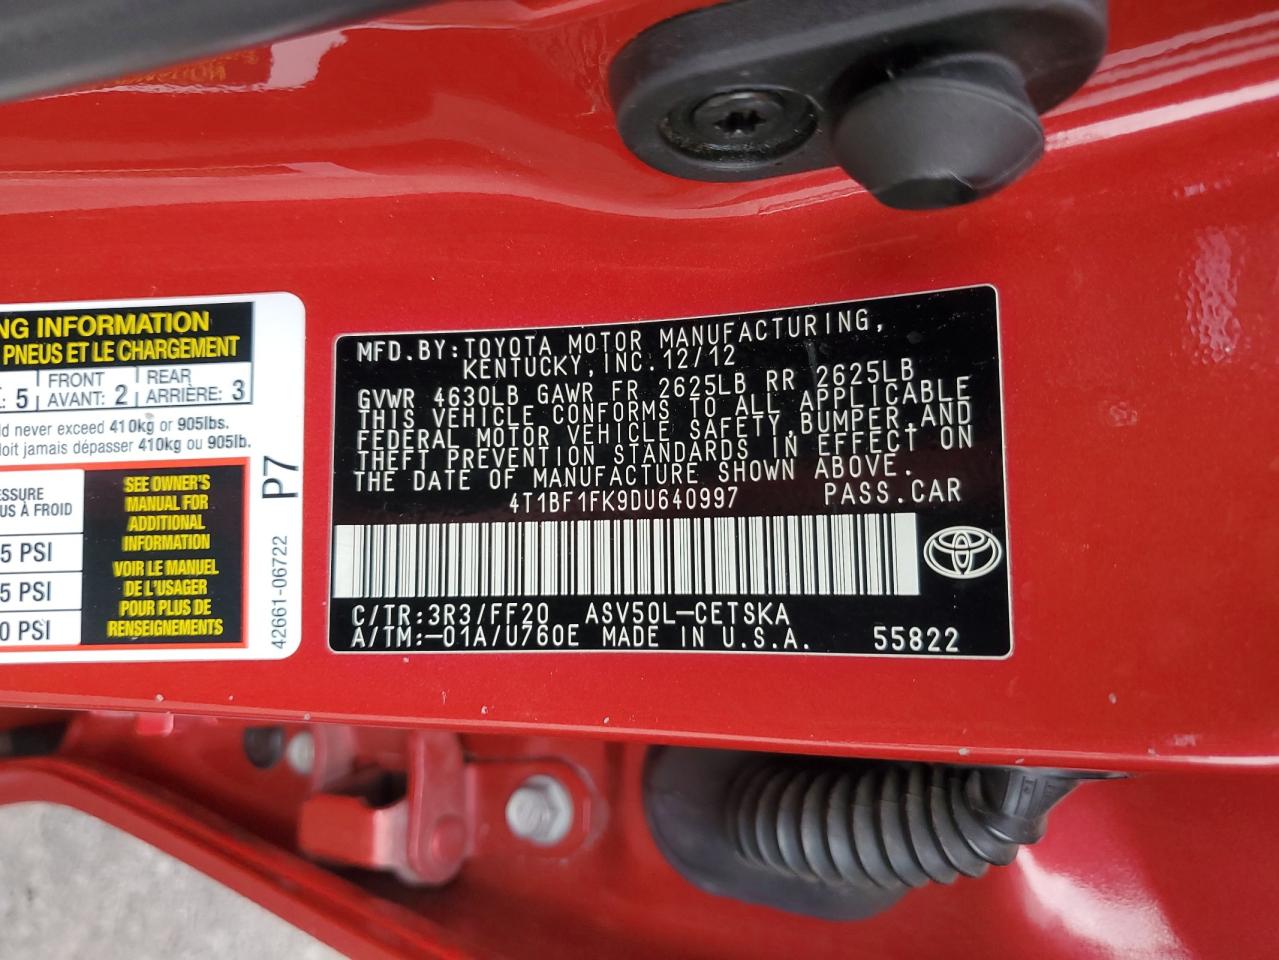 NG INFORMATION
PNEUS ET LE CHARGEMENT
5 FRONT AVANT: 2 REAR ARRIÈRE: 3
never exceed 410kg or 905lbs.
jamais dépasser 410kg ou 905lb.
P7
US À FROID
5 PSI
5 PSI
0 PSI
SEE OWNER'S
MANUAL FOR
ADDITIONAL
INFORMATION
VOIR LE MANUEL
DE L'USAGER
POUR PLUS DE
RENSEIGNEMENTS
42661-06722
MFD.BY:TOYOTA MOTOR MANUFACTURING,
KENTUCKY,INC.12/12
GVWR 4630LB GAWR FR 2625LB RR 2625LB
THIS VEHICLE CONFORMS TO ALL APPLICABLE
FEDERAL MOTOR VEHICLE SAFETY,BUMPER,AND
THEFT PREVENTION STANDARDS IN EFFECT ON
THE DATE OF MANUFACTURE SHOWN ABOVE.
4T1BF1FK9DU640997 PASS.CAR
C/TR:3R3/FF20 ASV50L-CETSKA
A/TM:-01A/U760E MADE IN U.S.A. 55822